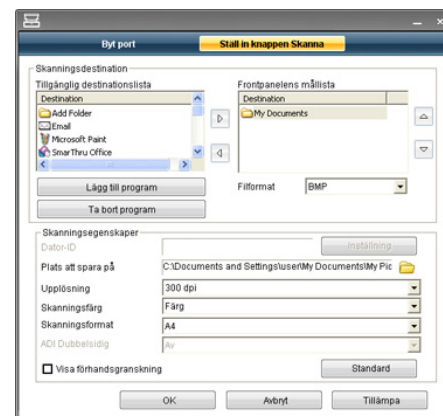 Byt port
Ställ in knappen Skanna
Skanningsdestination
Tillgänglig destinationslista
Destination
Add Folder
Email
Microsoft Paint
SmarThru Office
Lägg till program
Ta bort program
Frontpanelens mållista
Destination
My Documents
Filformat BMP
Skanningsegenskaper
Dator-ID Inställning
Plats att spara på C:\Documents and Settings\user\My Documents\My Pic
Upplösning 300 dpi
Skanningsfärg Färg
Skanningsformat A4
ADI Dubbelsidig Av
Visa förhandsgranskning Standard
OK Avbryt Tillämpa